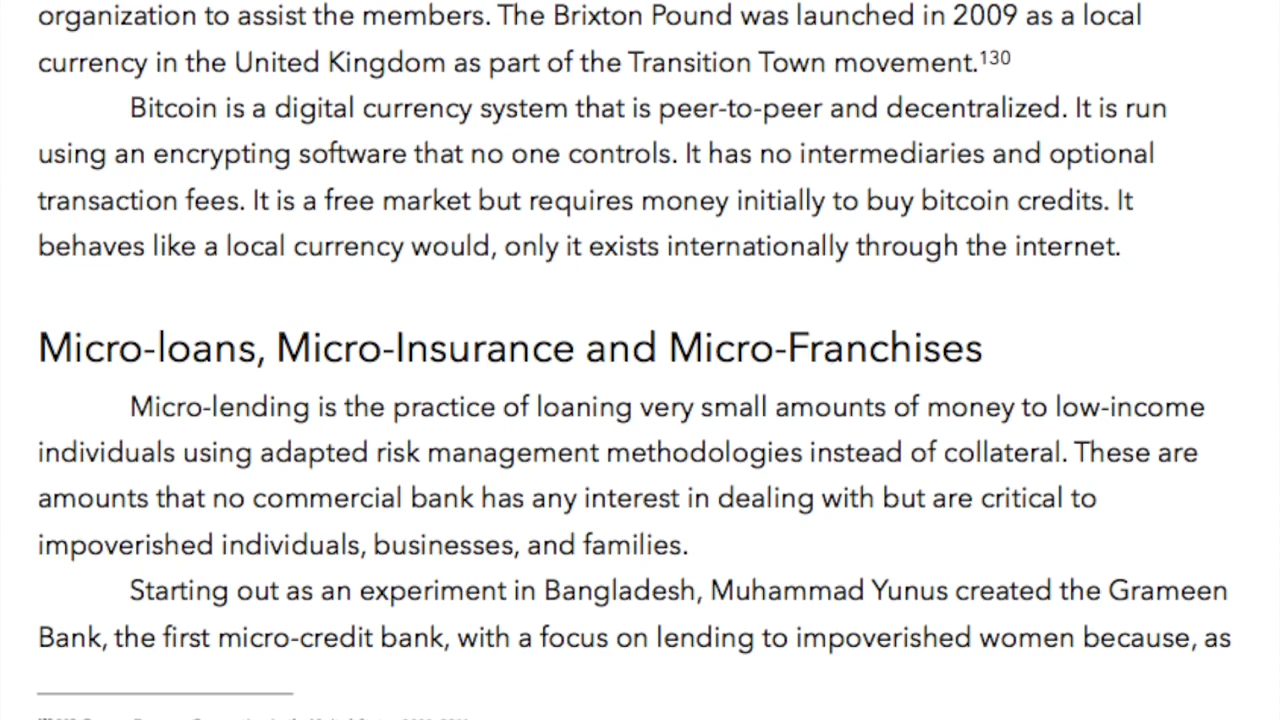 organization to assist the members. The Brixton Pound was launched in 2009 as a local
currency in the United Kingdom as part of the Transition Town movement.130
Bitcoin is a digital currency system that is peer-to-peer and decentralized. It is run
using an encrypting software that no one controls. It has no intermediaries and optional
transaction fees. It is a free market but requires money initially to buy bitcoin credits. It
behaves like a local currency would, only it exists internationally through the internet.
Micro-loans, Micro-Insurance and Micro-Franchises
Micro-lending is the practice of loaning very small amounts of money to low-income
individuals using adapted risk management methodologies instead of collateral. These are
amounts that no commercial bank has any interest in dealing with but are critical to
impoverished individuals, businesses, and families.
Starting out as an experiment in Bangladesh, Muhammad Yunus created the Grameen
Bank, the first micro-credit bank, with a focus on lending to impoverished women because, as